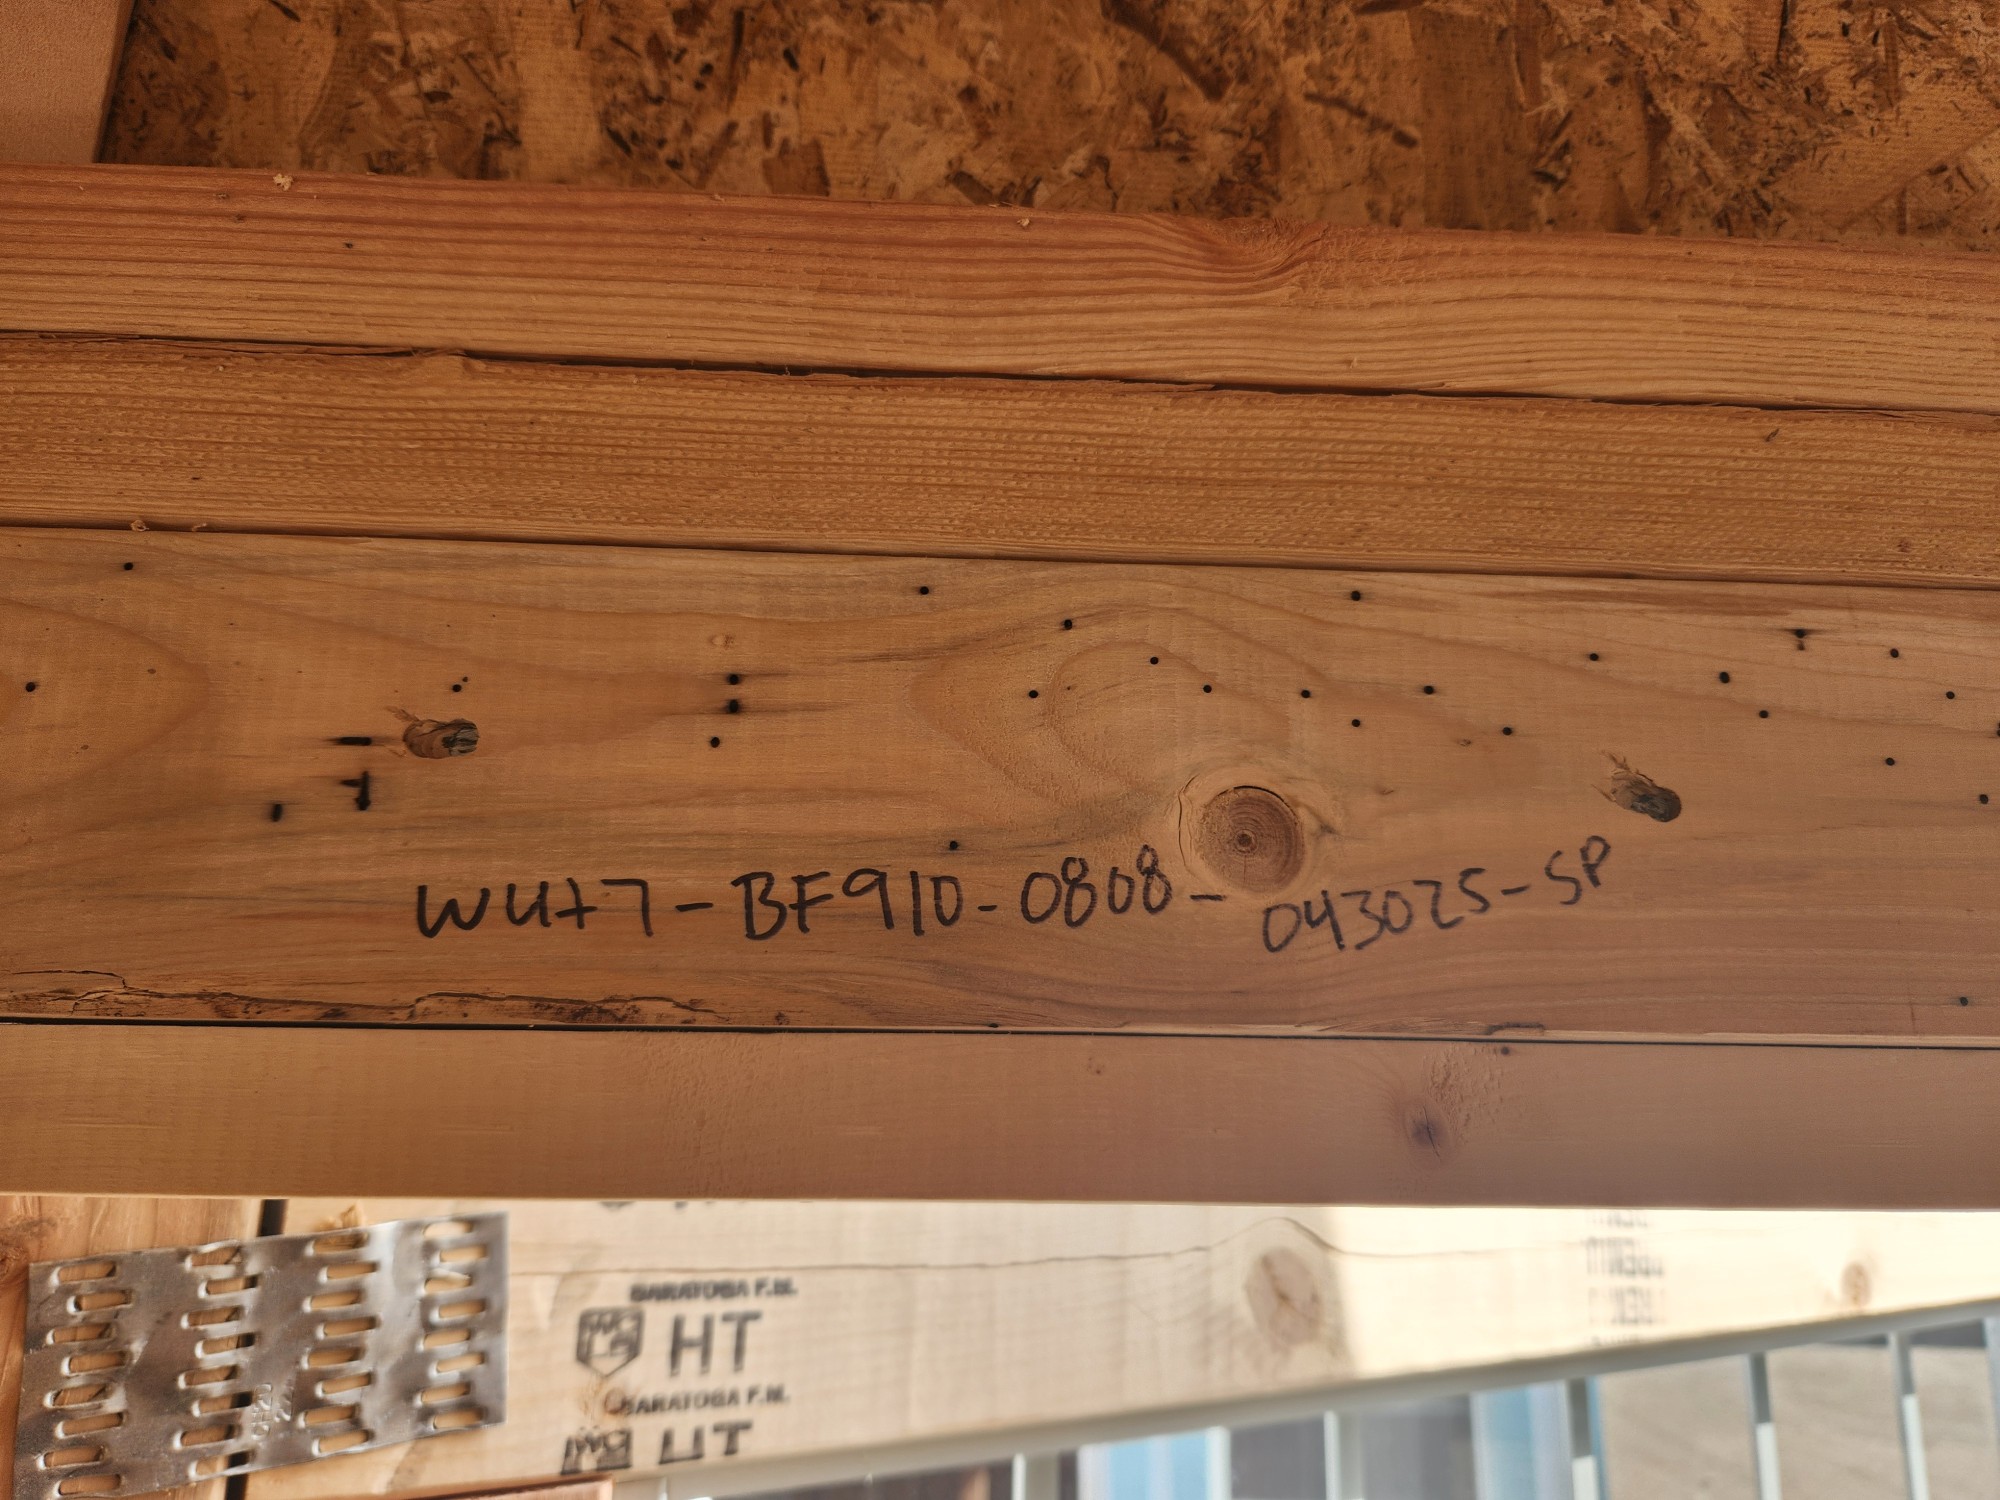 WU+7-BF910-0808-043025-SP
SARATOGA F.M.
HT
SARATOGA F.M.
HT